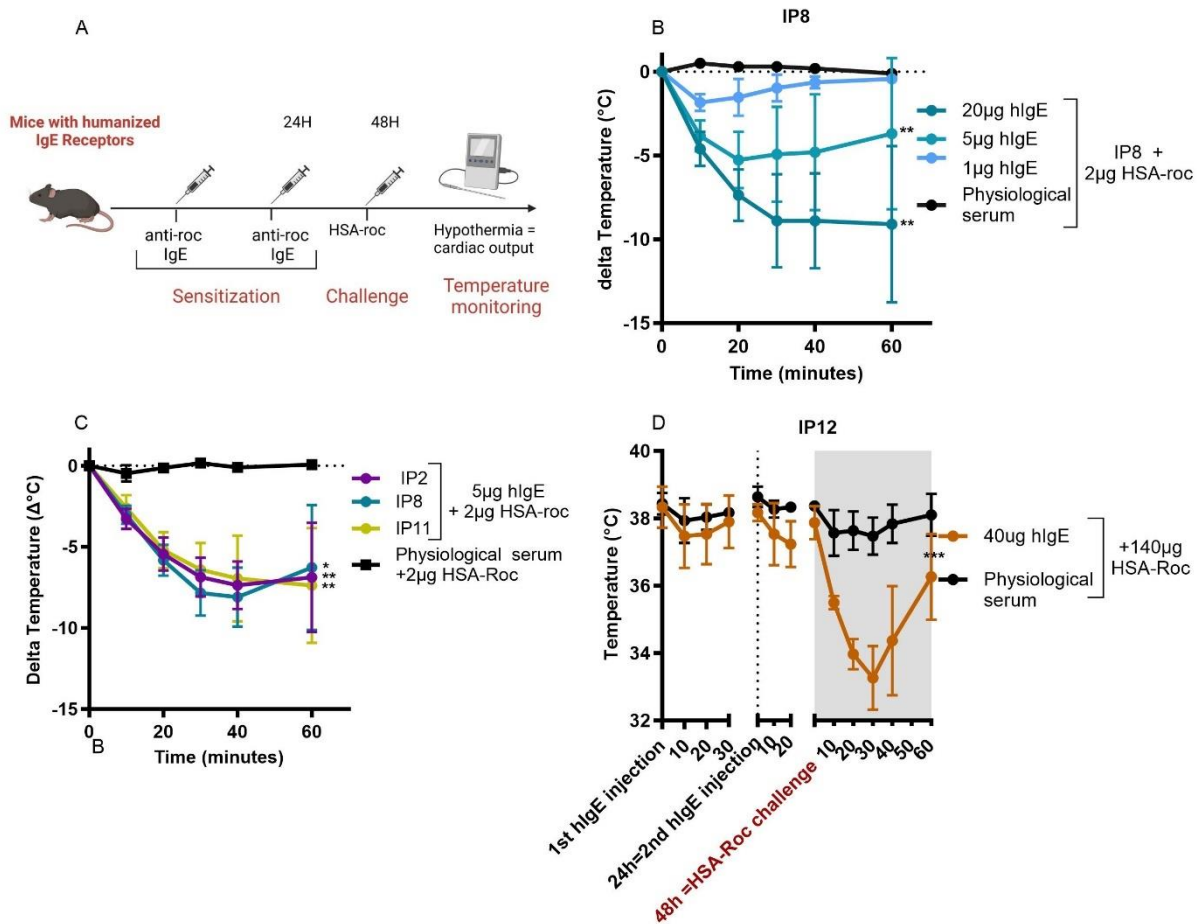 A
Mice with humanized
IgE Receptors
24H
48H
anti-roc
IgE
anti-roc
IgE
HSA-roc
Hypothermia =
cardiac output
Sensitization
Challenge
Temperature
monitoring
B
IP8
delta Temperature (°C)
0
-5
-10
-15
0
20
40
60
Time (minutes)
**
**
20µg hIgE
5µg hIgE
1µg hIgE
Physiological
serum
IP8 +
2µg HSA-roc
C
Delta Temperature (Δ°C)
0
-5
-10
-15
0
20
40
60
B
Time (minutes)
*
**
**
IP2
IP8
IP11
5µg hIgE
+ 2µg HSA-roc
Physiological serum
+2µg HSA-Roc
D
IP12
Temperature (°C)
40
38
36
34
32
10
20
30
10
20
10
20
30
40
50
60
1st hIgE injection
24h=2nd hIgE injection
48h =HSA-Roc challenge
***
40ug hIgE
Physiological
serum
+140µg
HSA-Roc